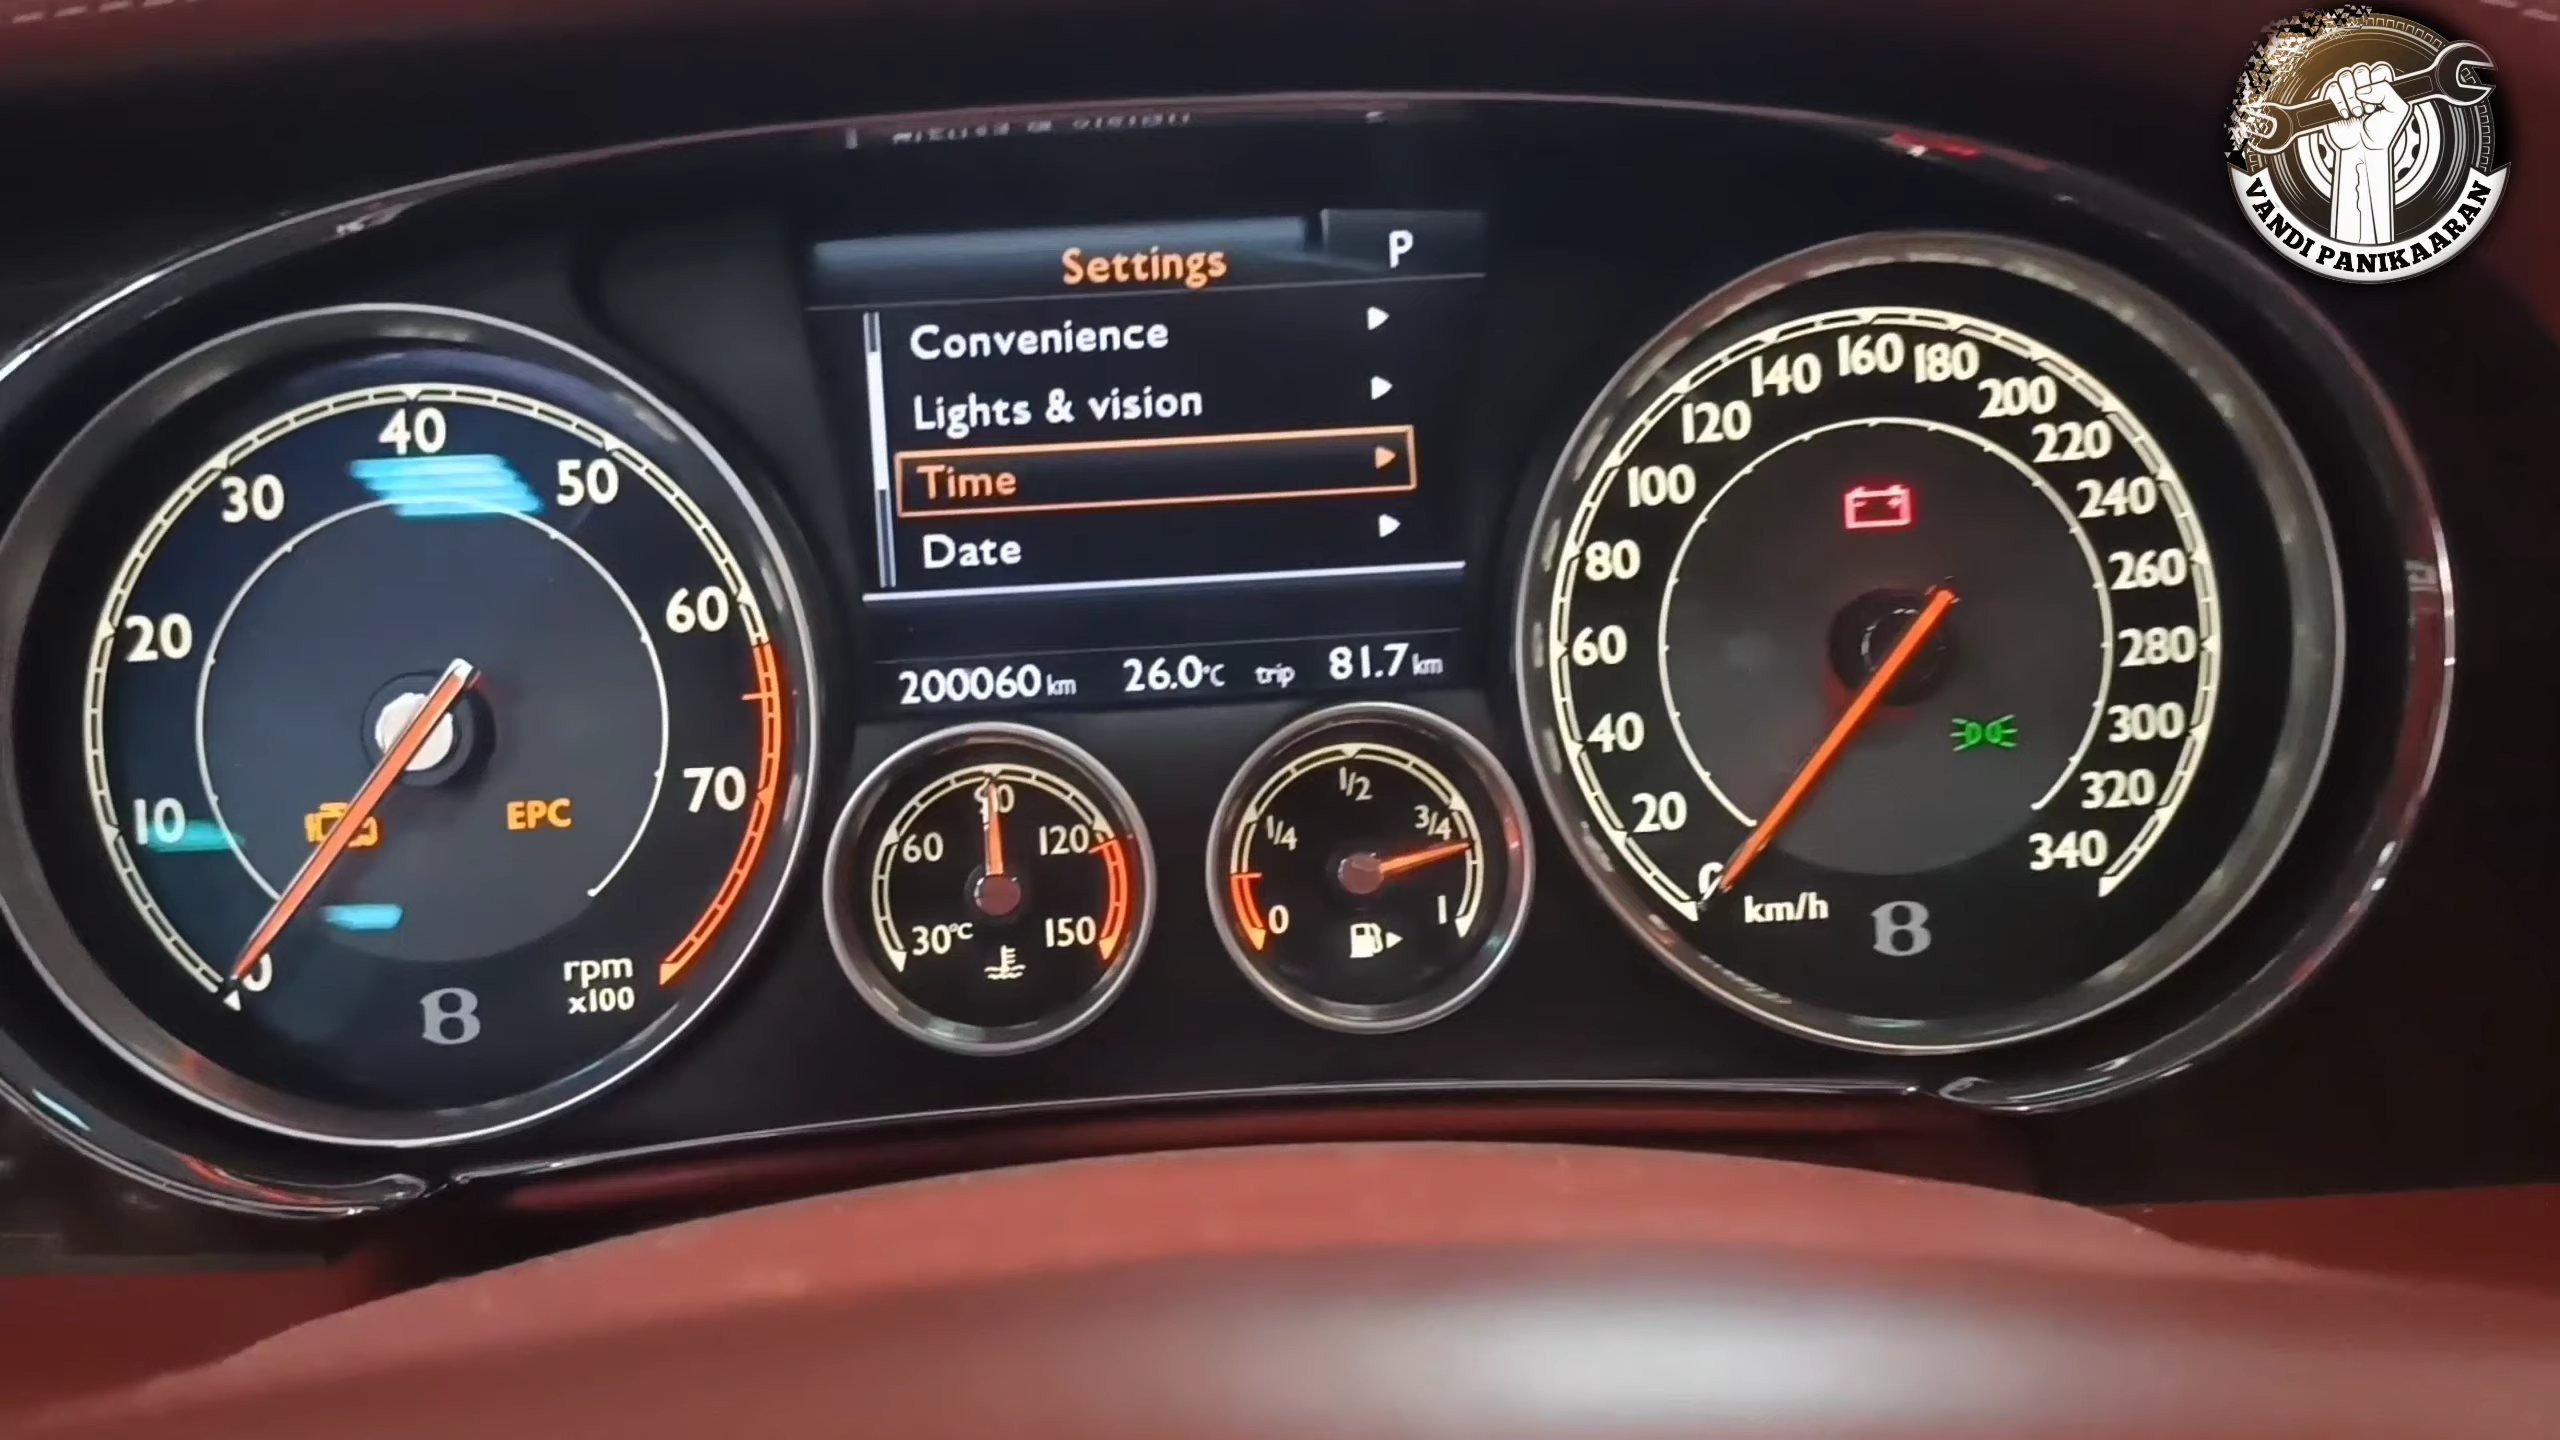 VANDI PANIKAARAN
Settings P
Convenience
Lights & vision
Time
Date
200060 km 26.0°C trip 81.7 km
0 10 20 30 40 50 60 70
EPC
rpm
x100
B
30°C 60 90 120 150
0 1/4 1/2 3/4 1
20 40 60 80 100 120 140 160 180 200 220 240 260 280 300 320 340
km/h
B